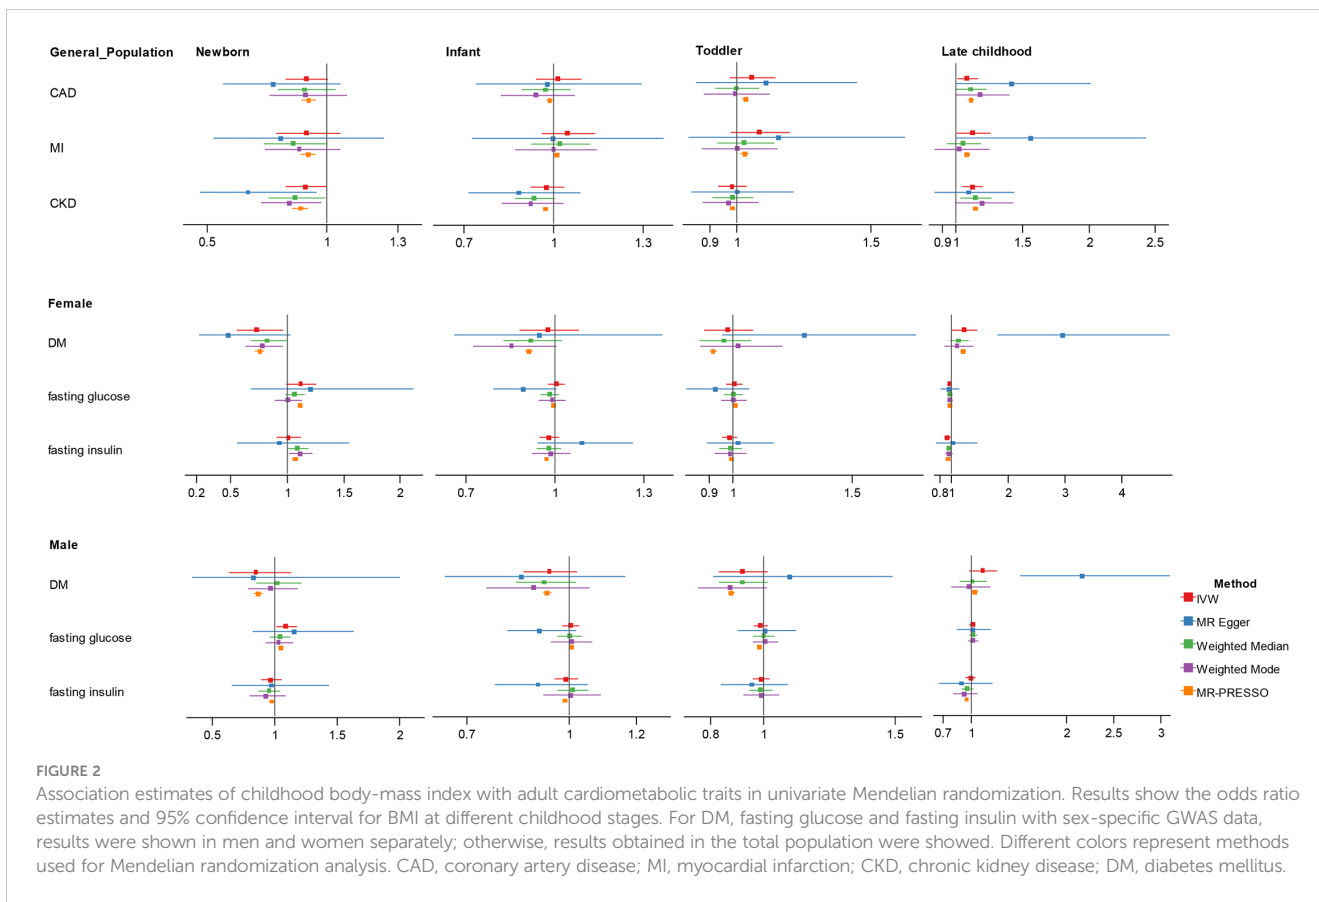 General_Population Newborn Infant Toddler Late childhood
CAD
MI
CKD
0.5 1 1.3 0.7 1 1.3 0.9 1 1.5 0.9 1 1.5 2 2.5
Female
DM
fasting glucose
fasting insulin
0.2 0.5 1 1.5 2 0.7 1 1.3 0.9 1 1.5 0.8 1 2 3 4
Male
DM
fasting glucose
fasting insulin
0.5 1 1.5 2 0.7 1 1.2 0.8 1 1.5 0.7 1 2 3
Method
IVW
MR Egger
Weighted Median
Weighted Mode
MR-PRESSO
FIGURE 2
Association estimates of childhood body-mass index with adult cardiometabolic traits in univariate Mendelian randomization. Results show the odds ratio
estimates and 95% confidence interval for BMI at different childhood stages. For DM, fasting glucose and fasting insulin with sex-specific GWAS data,
results were shown in men and women separately; otherwise, results obtained in the total population were showed. Different colors represent methods
used for Mendelian randomization analysis. CAD, coronary artery disease; MI, myocardial infarction; CKD, chronic kidney disease; DM, diabetes mellitus.